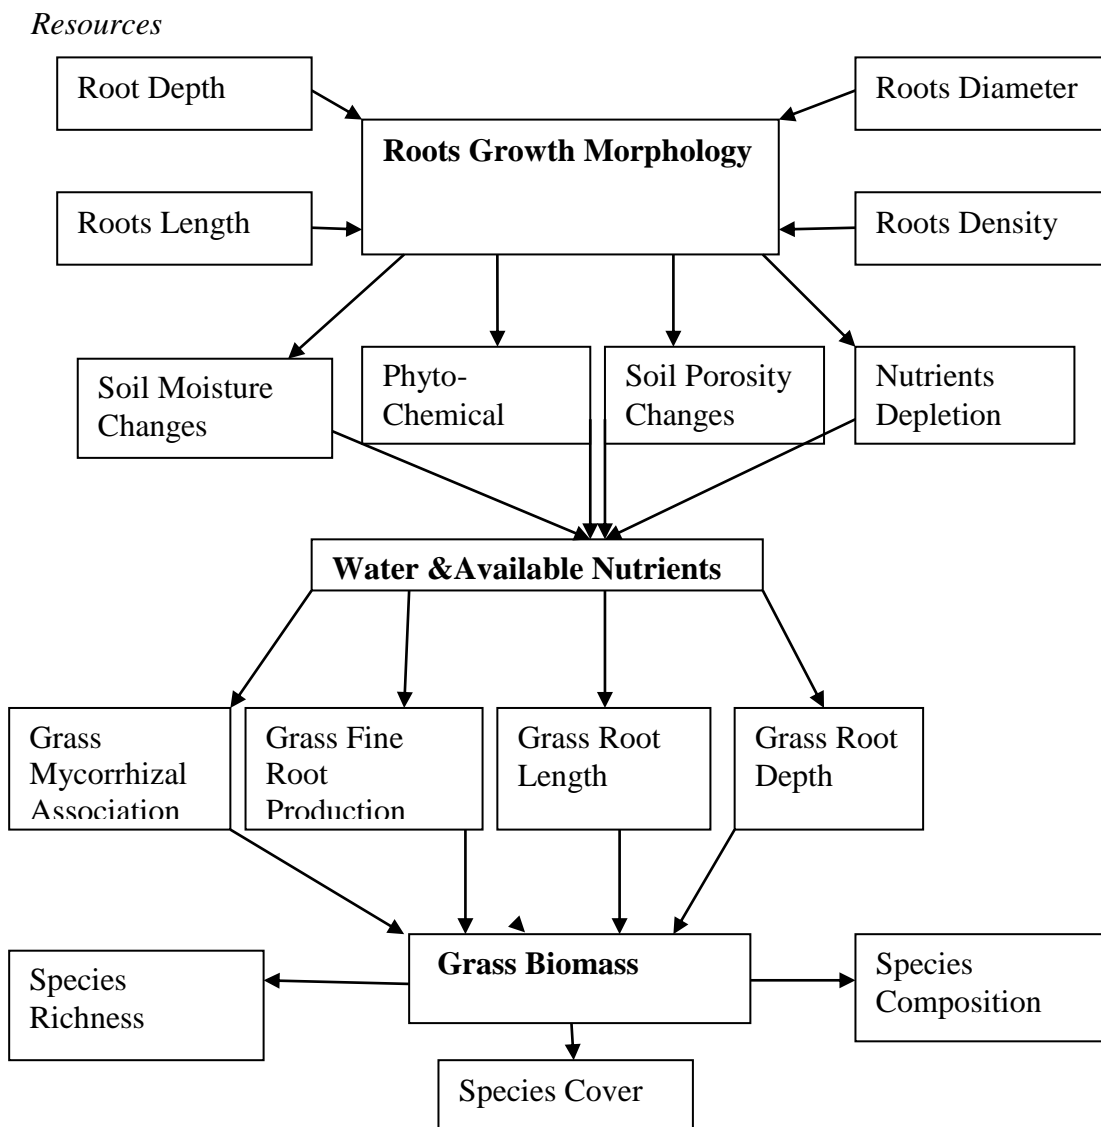 Resources
Root Depth
Roots Diameter
Roots Growth Morphology
Roots Length
Roots Density
Soil Moisture
Changes
Phyto-
Chemical
Soil Porosity
Changes
Nutrients
Depletion
Water &Available Nutrients
Grass
Mycorrhizal
Association
Grass Fine
Root
Production
Grass Root
Length
Grass Root
Depth
Grass Biomass
Species
Richness
Species
Composition
Species Cover